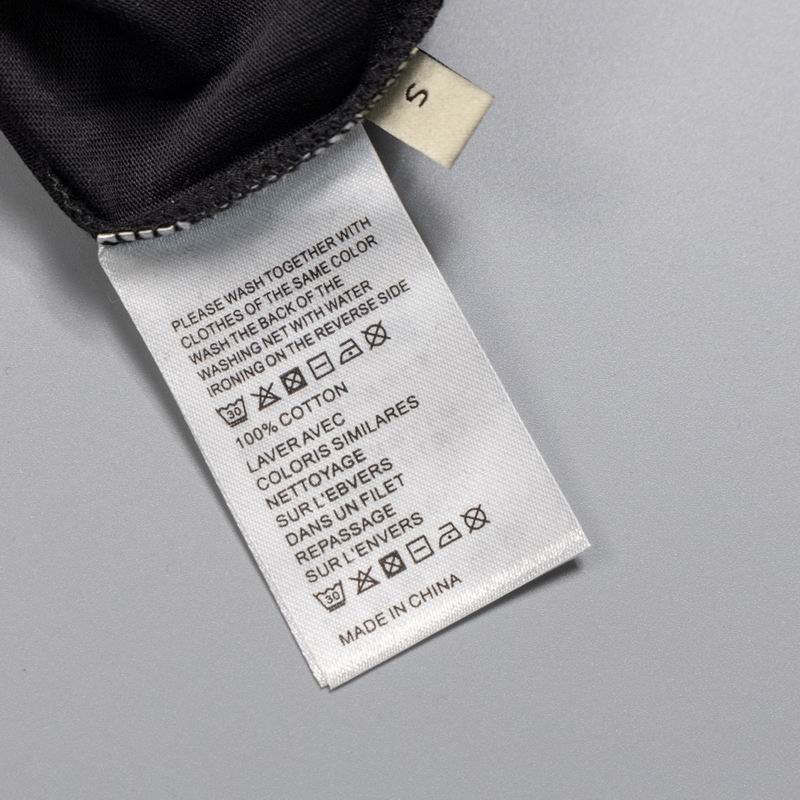 S
PLEASE WASH TOGETHER WITH
CLOTHES OF THE SAME COLOR
WASH THE BACK OF THE
WASHING NET WITH WATER
IRONING ON THE REVERSE SIDE
30
100% COTTON
LAVER AVEC
COLORIS SIMILARES
NETTOYAGE
SUR L'EBVERS
DANS UN FILET
REPASSAGE
SUR L'ENVERS
30
MADE IN CHINA